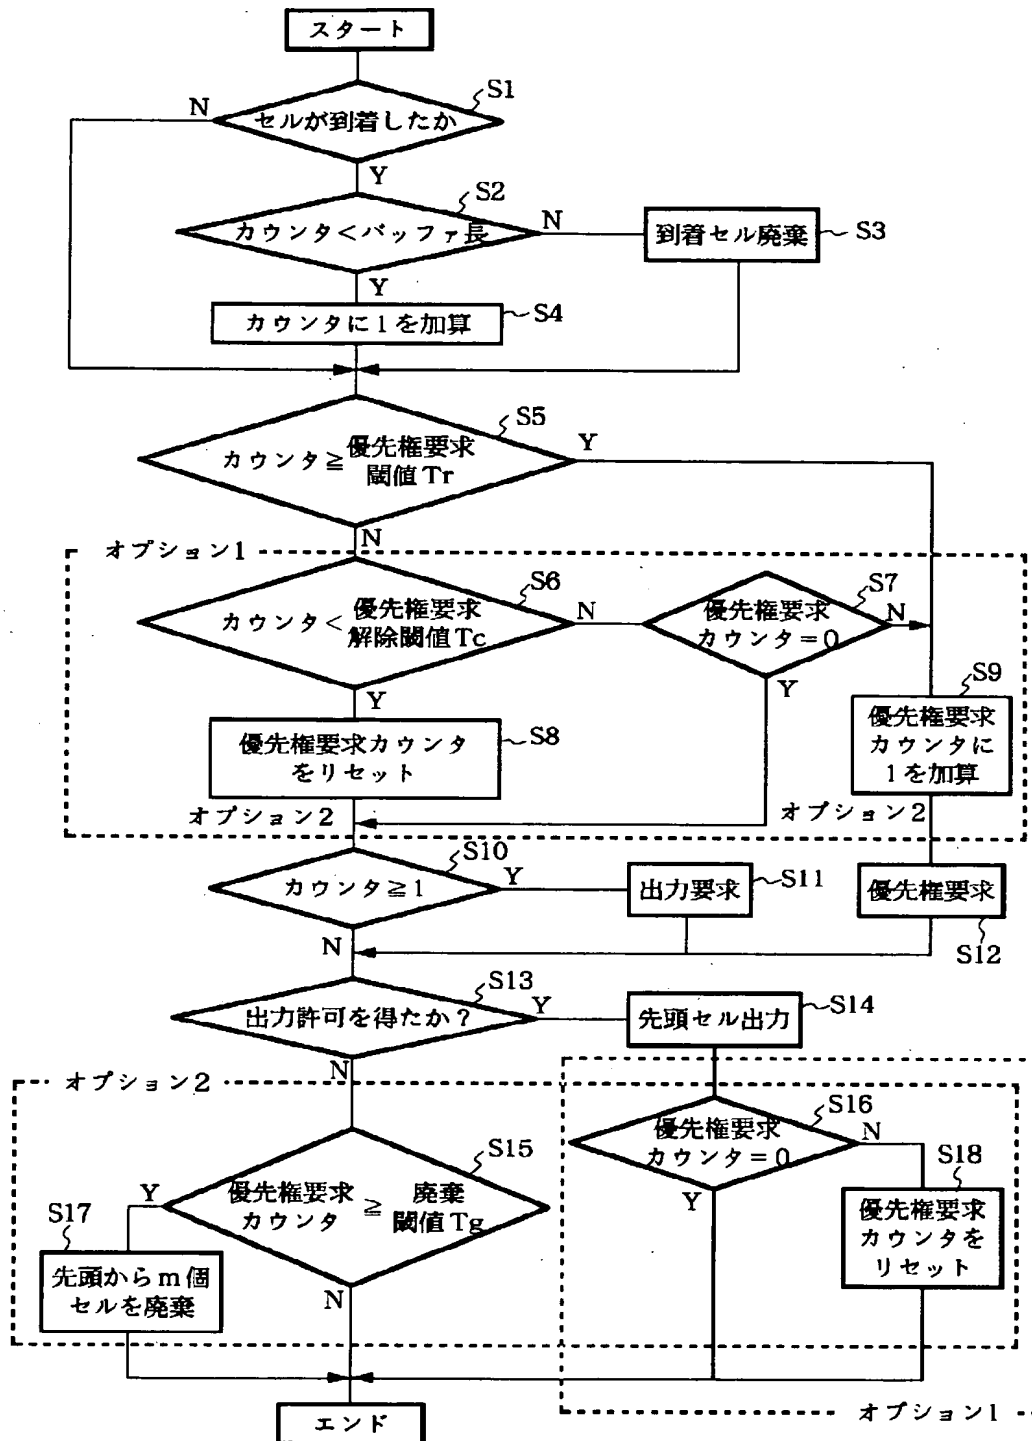 スタート
S1
N
セルが到着したか
Y
S2
カウンタ<バッファ長
N
到着セル廃棄
S3
Y
カウンタに1を加算
S4
S5
カウンタ≧優先権要求
閾値Tr
Y
N
オプション1
S6
カウンタ<優先権要求
解除閾値Tc
N
S7
優先権要求
カウンタ=0
N
Y
Y
S9
優先権要求
カウンタに
1を加算
優先権要求カウンタ
をリセット
S8
オプション2
オプション2
S10
カウンタ≧1
Y
出力要求
S11
優先権要求
S12
N
S13
出力許可を得たか?
Y
先頭セル出力
S14
N
オプション2
S16
優先権要求
カウンタ=0
N
Y
S15
優先権要求
カウンタ
≧
廃棄
閾値Tg
Y
N
S17
先頭からm個
セルを廃棄
S18
優先権要求
カウンタを
リセット
エンド
オプション1